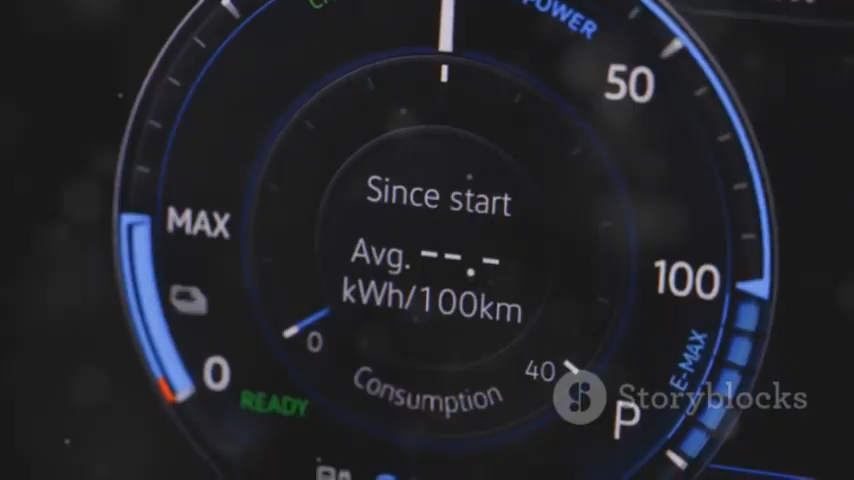 POWER
50
MAX
Since start
Avg. --.-
kWh/100km
100
0
0
40
Consumption
E-MAX
READY
P
Storyblocks